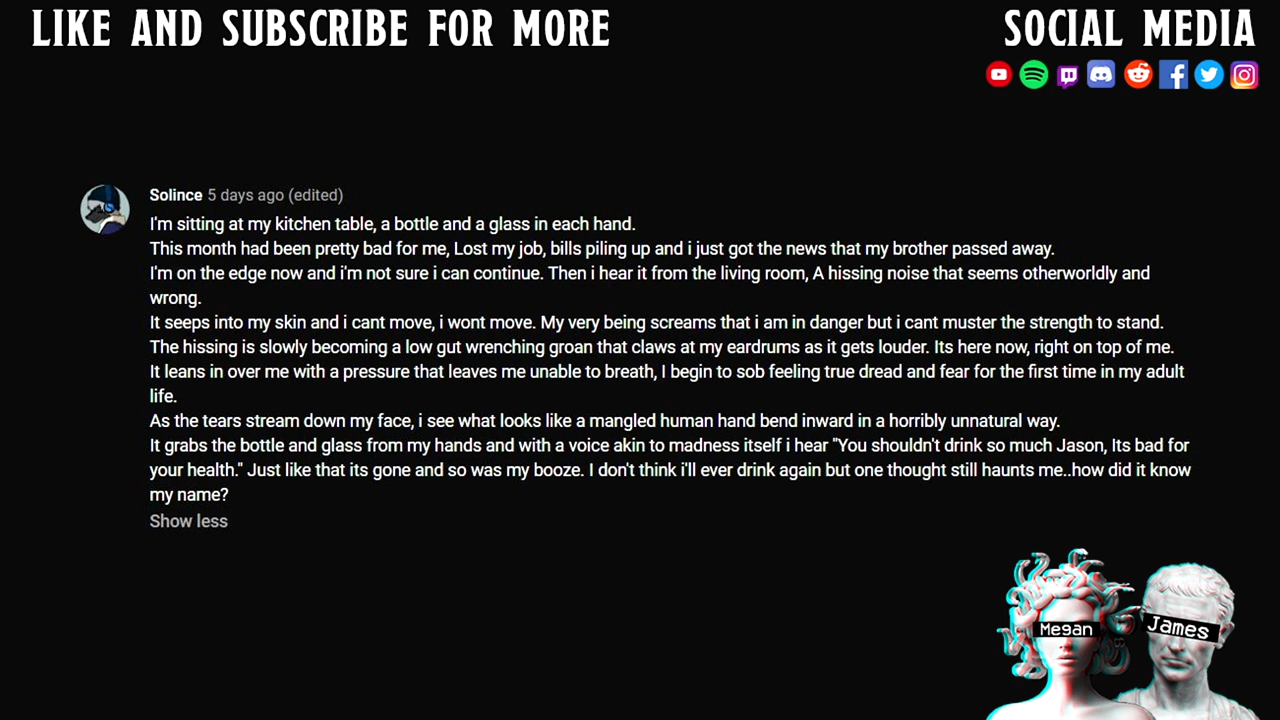 LIKE AND SUBSCRIBE FOR MORE
SOCIAL MEDIA
Solince 5 days ago (edited)
I'm sitting at my kitchen table, a bottle and a glass in each hand.
This month had been pretty bad for me, Lost my job, bills piling up and i just got the news that my brother passed away.
I'm on the edge now and i'm not sure i can continue. Then i hear it from the living room, A hissing noise that seems otherworldly and
wrong.
It seeps into my skin and i cant move, i wont move. My very being screams that i am in danger but i cant muster the strength to stand.
The hissing is slowly becoming a low gut wrenching groan that claws at my eardrums as it gets louder. Its here now, right on top of me.
It leans in over me with a pressure that leaves me unable to breath, I begin to sob feeling true dread and fear for the first time in my adult
life.
As the tears stream down my face, i see what looks like a mangled human hand bend inward in a horribly unnatural way.
It grabs the bottle and glass from my hands and with a voice akin to madness itself i hear "You shouldn't drink so much Jason, Its bad for
your health." Just like that its gone and so was my booze. I don't think i'll ever drink again but one thought still haunts me..how did it know
my name?
Show less
Megan
James